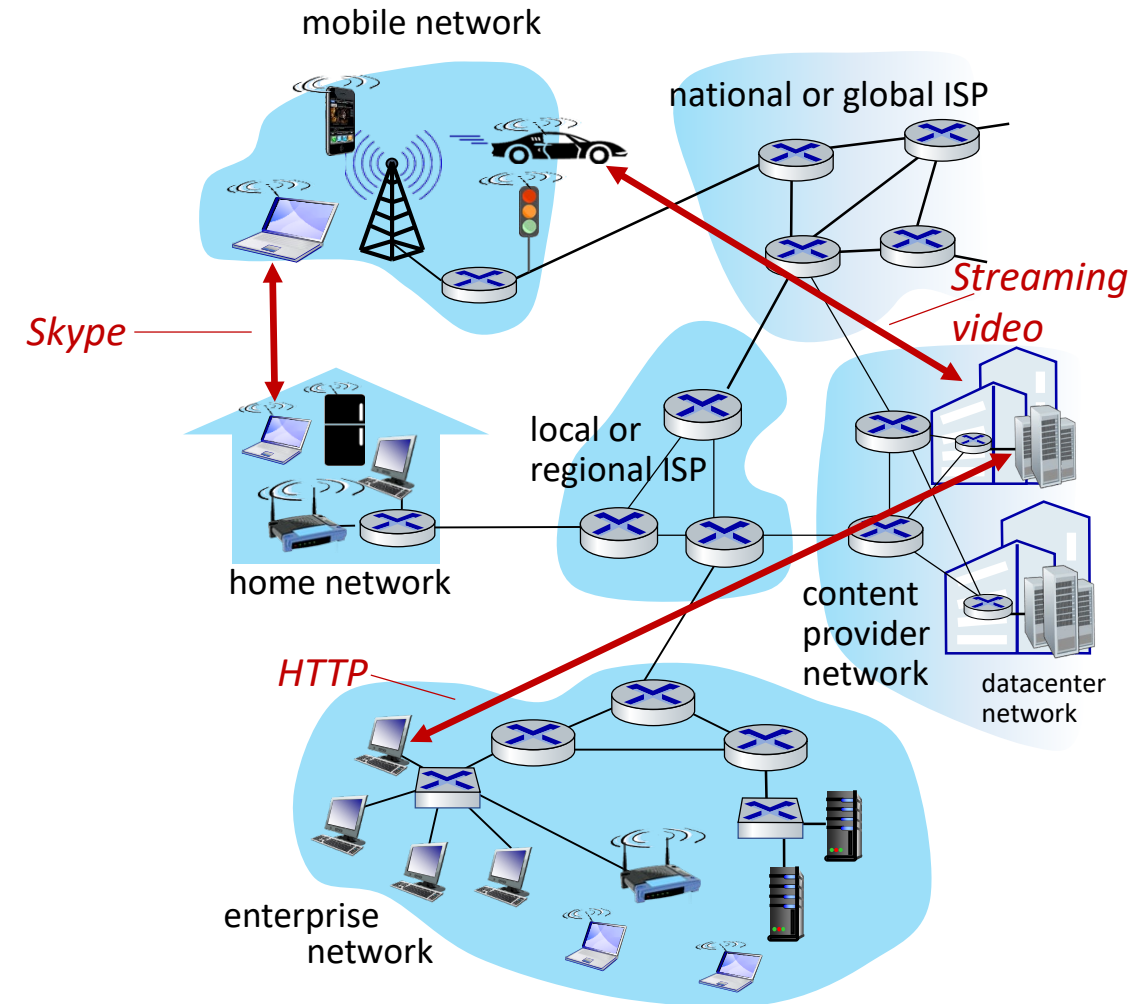 mobile network
national or global ISP
Streaming
video
Skype
local or
regional ISP
home network
content
provider
network
datacenter
network
HTTP
enterprise
network